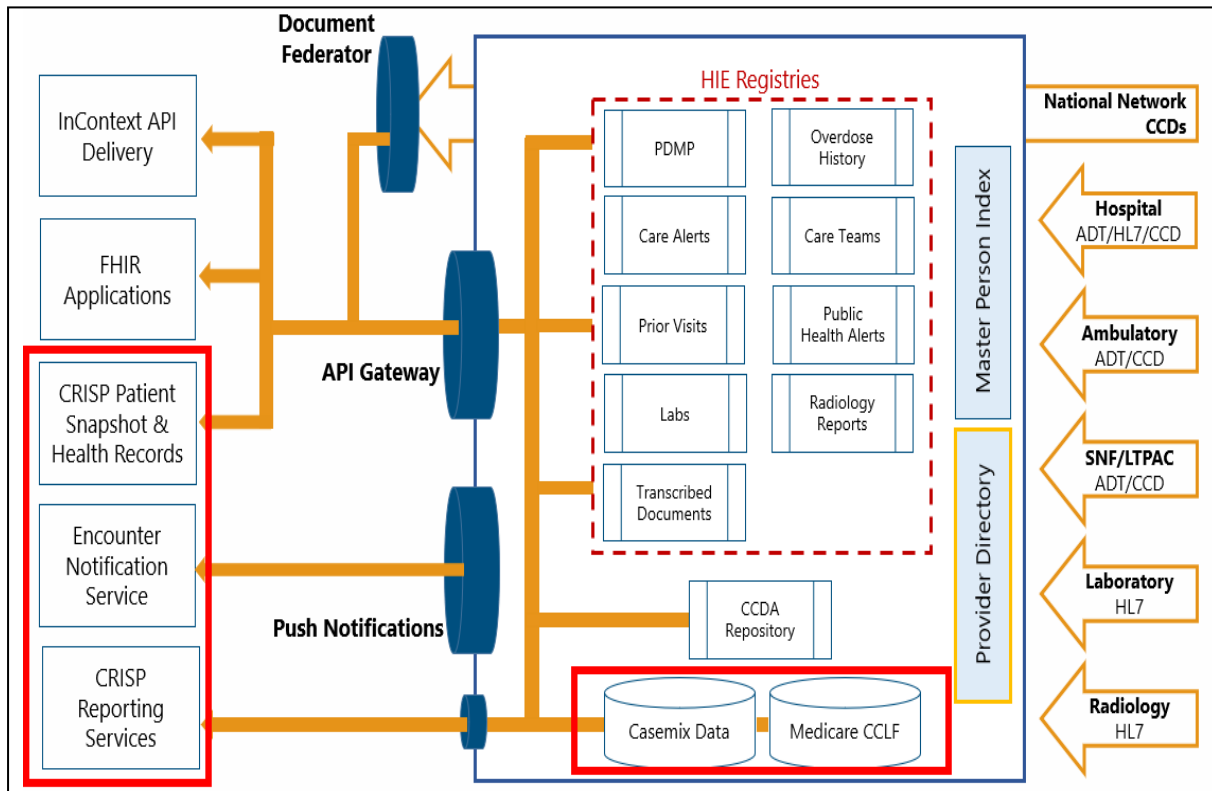 Document
Federator
InContext API
Delivery
FHIR
Applications
CRISP Patient
Snapshot &
Health Records
Encounter
Notification
Service
CRISP
Reporting
Services
API Gateway
Push Notifications
HIE Registries
PDMP
Overdose
History
Care Alerts
Care Teams
Prior Visits
Public
Health Alerts
Labs
Radiology
Reports
Transcribed
Documents
CCDA
Repository
Casemix Data
Medicare CCLF
Master Person Index
Provider Directory
National Network
CCDs
Hospital
ADT/HL7/CCD
Ambulatory
ADT/CCD
SNF/LTPAC
ADT/CCD
Laboratory
HL7
Radiology
HL7